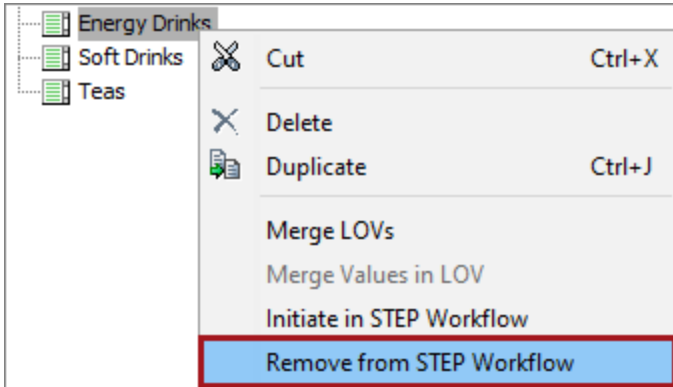 Energy Drinks
Soft Drinks
Teas
Cut Ctrl+X
Delete
Duplicate Ctrl+J
Merge LOVs
Merge Values in LOV
Initiate in STEP Workflow
Remove from STEP Workflow